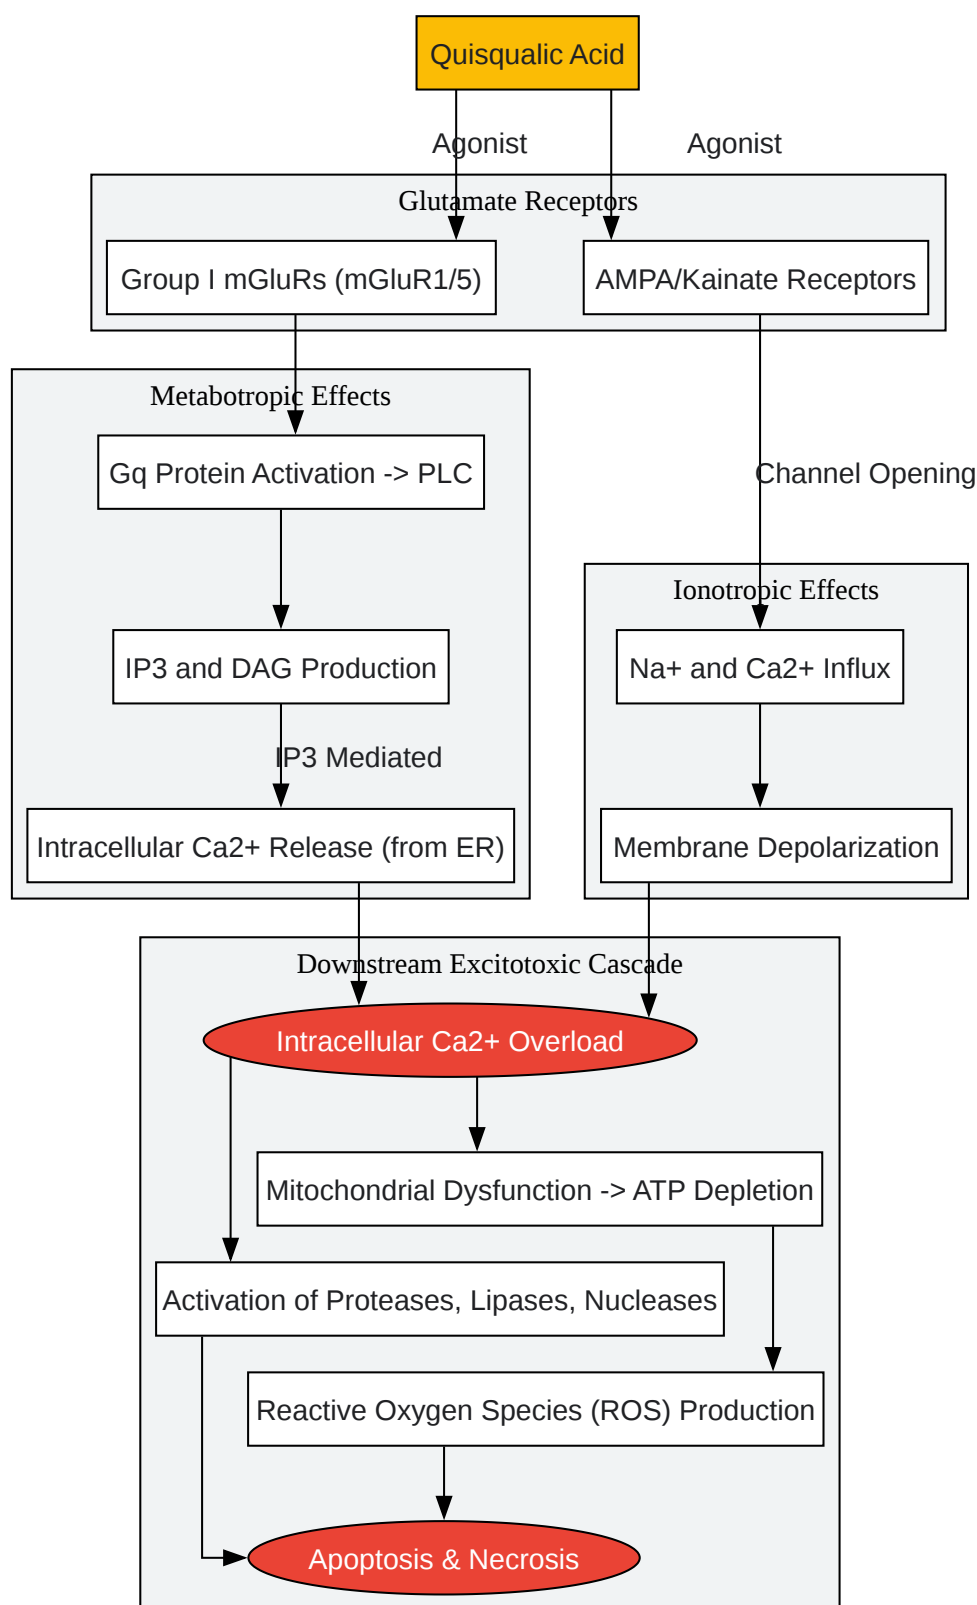 Quisqualic Acid
Agonist
Agonist
Glutamate Receptors
Group I mGluRs (mGluR1/5)
AMPA/Kainate Receptors
Metabotropic Effects
Gq Protein Activation -> PLC
Channel Opening
Ionotropic Effects
IP3 and DAG Production
Na+ and Ca2+ Influx
IP3 Mediated
Intracellular Ca2+ Release (from ER)
Membrane Depolarization
Downstream Excitotoxic Cascade
Intracellular Ca2+ Overload
Mitochondrial Dysfunction -> ATP Depletion
Activation of Proteases, Lipases, Nucleases
Reactive Oxygen Species (ROS) Production
Apoptosis & Necrosis